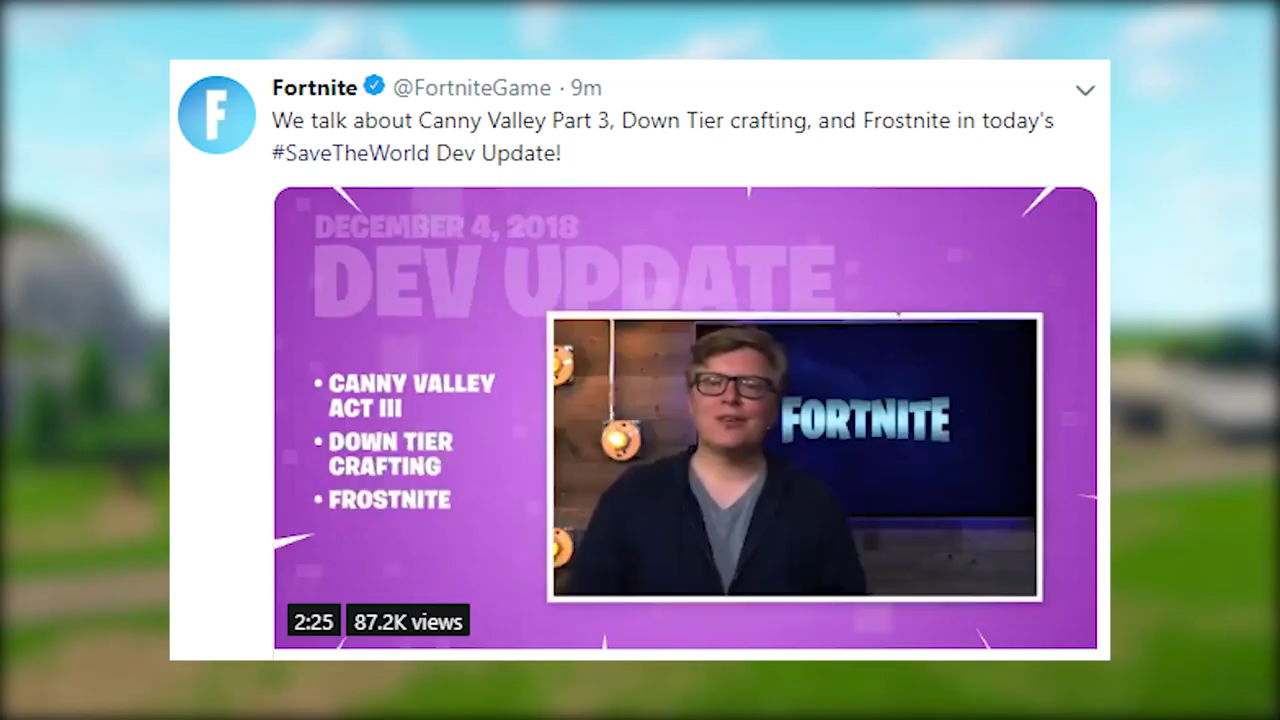 Fortnite @FortniteGame · 9m
We talk about Canny Valley Part 3, Down Tier crafting, and Frostnite in today's
#SaveTheWorld Dev Update!
F
DECEMBER 4, 2018
DEV UPDATE
• CANNY VALLEY
ACT III
• DOWN TIER
CRAFTING
• FROSTNITE
FORTNITE
2:25 87.2K views